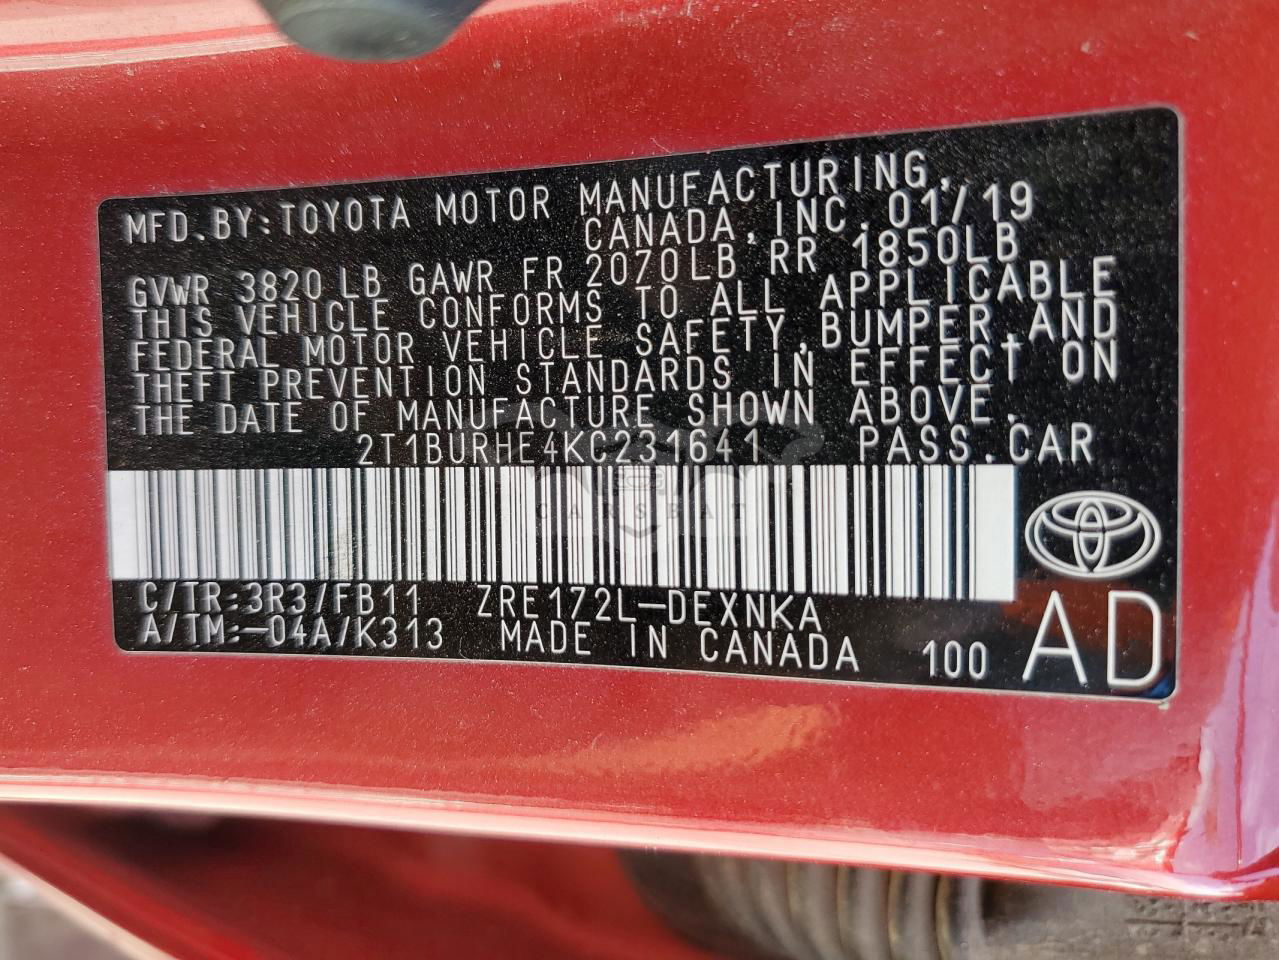 MFD.BY:TOYOTA MOTOR MANUFACTURING,
CANADA,INC.01/19
GVWR 3820 LB GAWR FR 2070LB RR 1850LB
THIS VEHICLE CONFORMS TO ALL APPLICABLE
FEDERAL MOTOR VEHICLE SAFETY,BUMPER,AND
THEFT PREVENTION STANDARDS IN EFFECT ON
THE DATE OF MANUFACTURE SHOWN ABOVE.
2T1BURHE4KC231641 PASS.CAR
CARSBAT
C/TR:3R3/FB11 ZRE172L-DEXNKA
A/TM:-04A/K313 MADE IN CANADA 100 AD